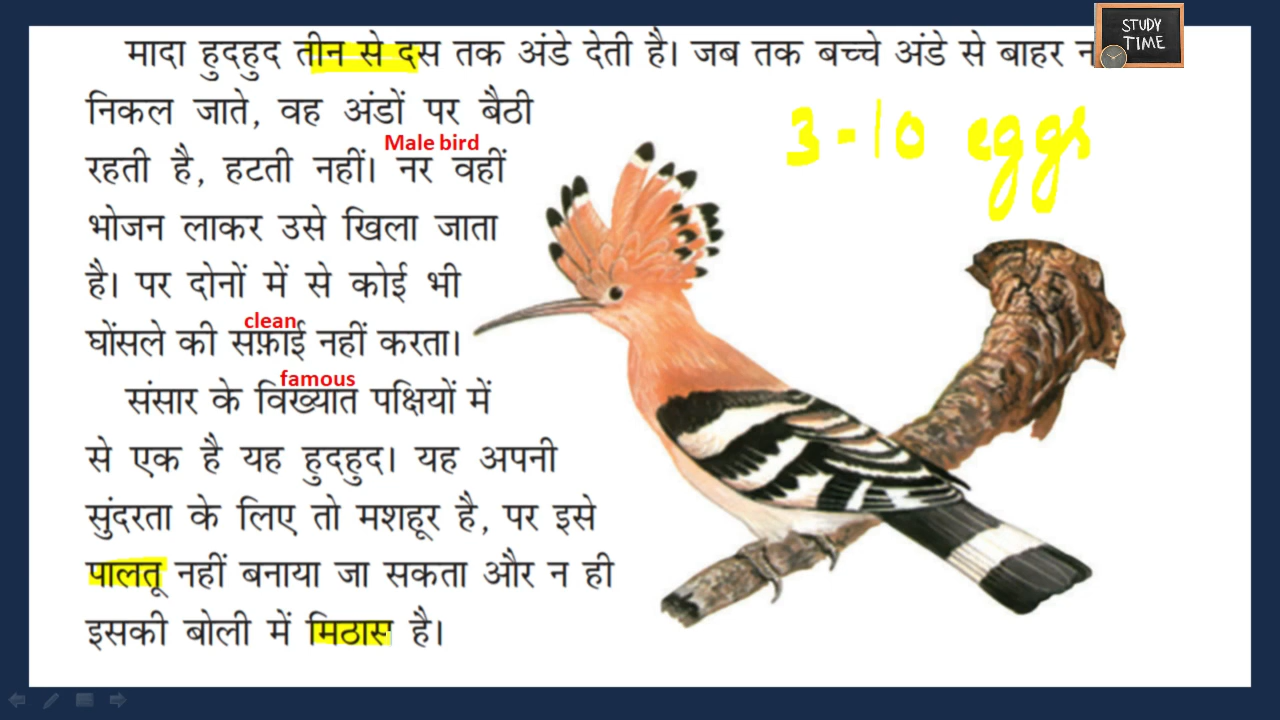 मादा हुदहुद तीन से दस तक अंडे देती है। जब तक बच्चे अंडे से बाहर न
STUDY
TIME
निकल जाते, वह अंडों पर बैठी
3-10 eggs
Male bird
रहती है, हटती नहीं। नर वहीं
भोजन लाकर उसे खिला जाता
है। पर दोनों में से कोई भी
clean
घोंसले की सफ़ाई नहीं करता।
famous
संसार के विख्यात पक्षियों में
से एक है यह हुदहुद। यह अपनी
सुंदरता के लिए तो मशहूर है, पर इसे
पालतू नहीं बनाया जा सकता और न ही
इसकी बोली में मिठास है।